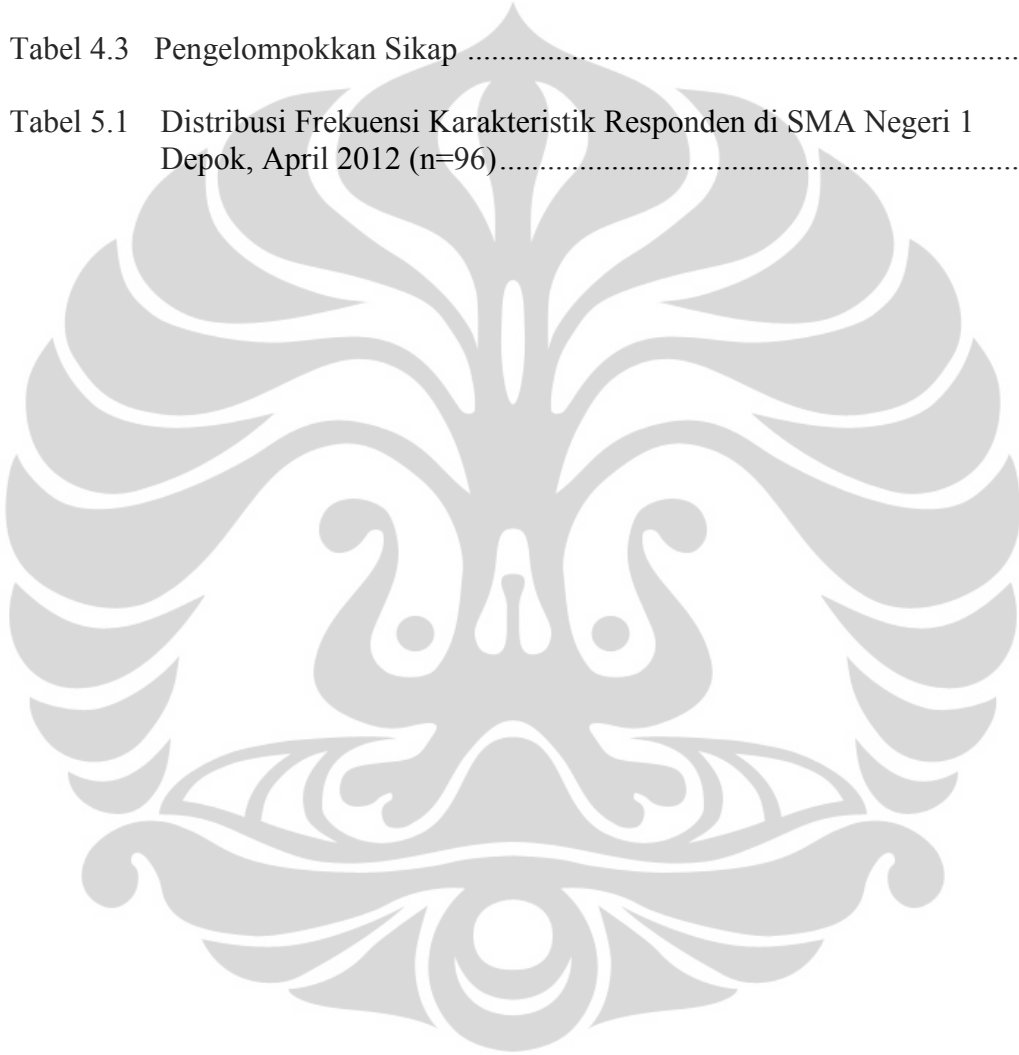 Tabel 4.3 Pengelompokkan Sikap ......................................................................
Tabel 5.1 Distribusi Frekuensi Karakteristik Responden di SMA Negeri 1
Depok, April 2012 (n=96)..................................................................